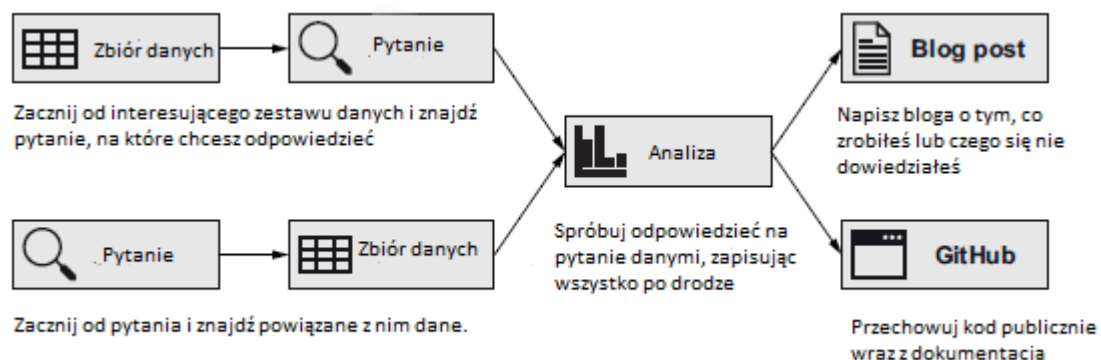 Zbiór danych
Pytanie
Zacznij od interesującego zestawu danych i znajdź
pytanie, na które chcesz odpowiedzieć
Pytanie
Zbiór danych
Zacznij od pytania i znajdź powiązane z nim dane.
Analiza
Spróbuj odpowiedzieć na
pytanie danymi, zapisując
wszystko po drodze
Blog post
Napisz bloga o tym, co
zrobiłeś lub czego się nie
dowiedziałeś
GitHub
Przechowuj kod publicznie
wraz z dokumentacja